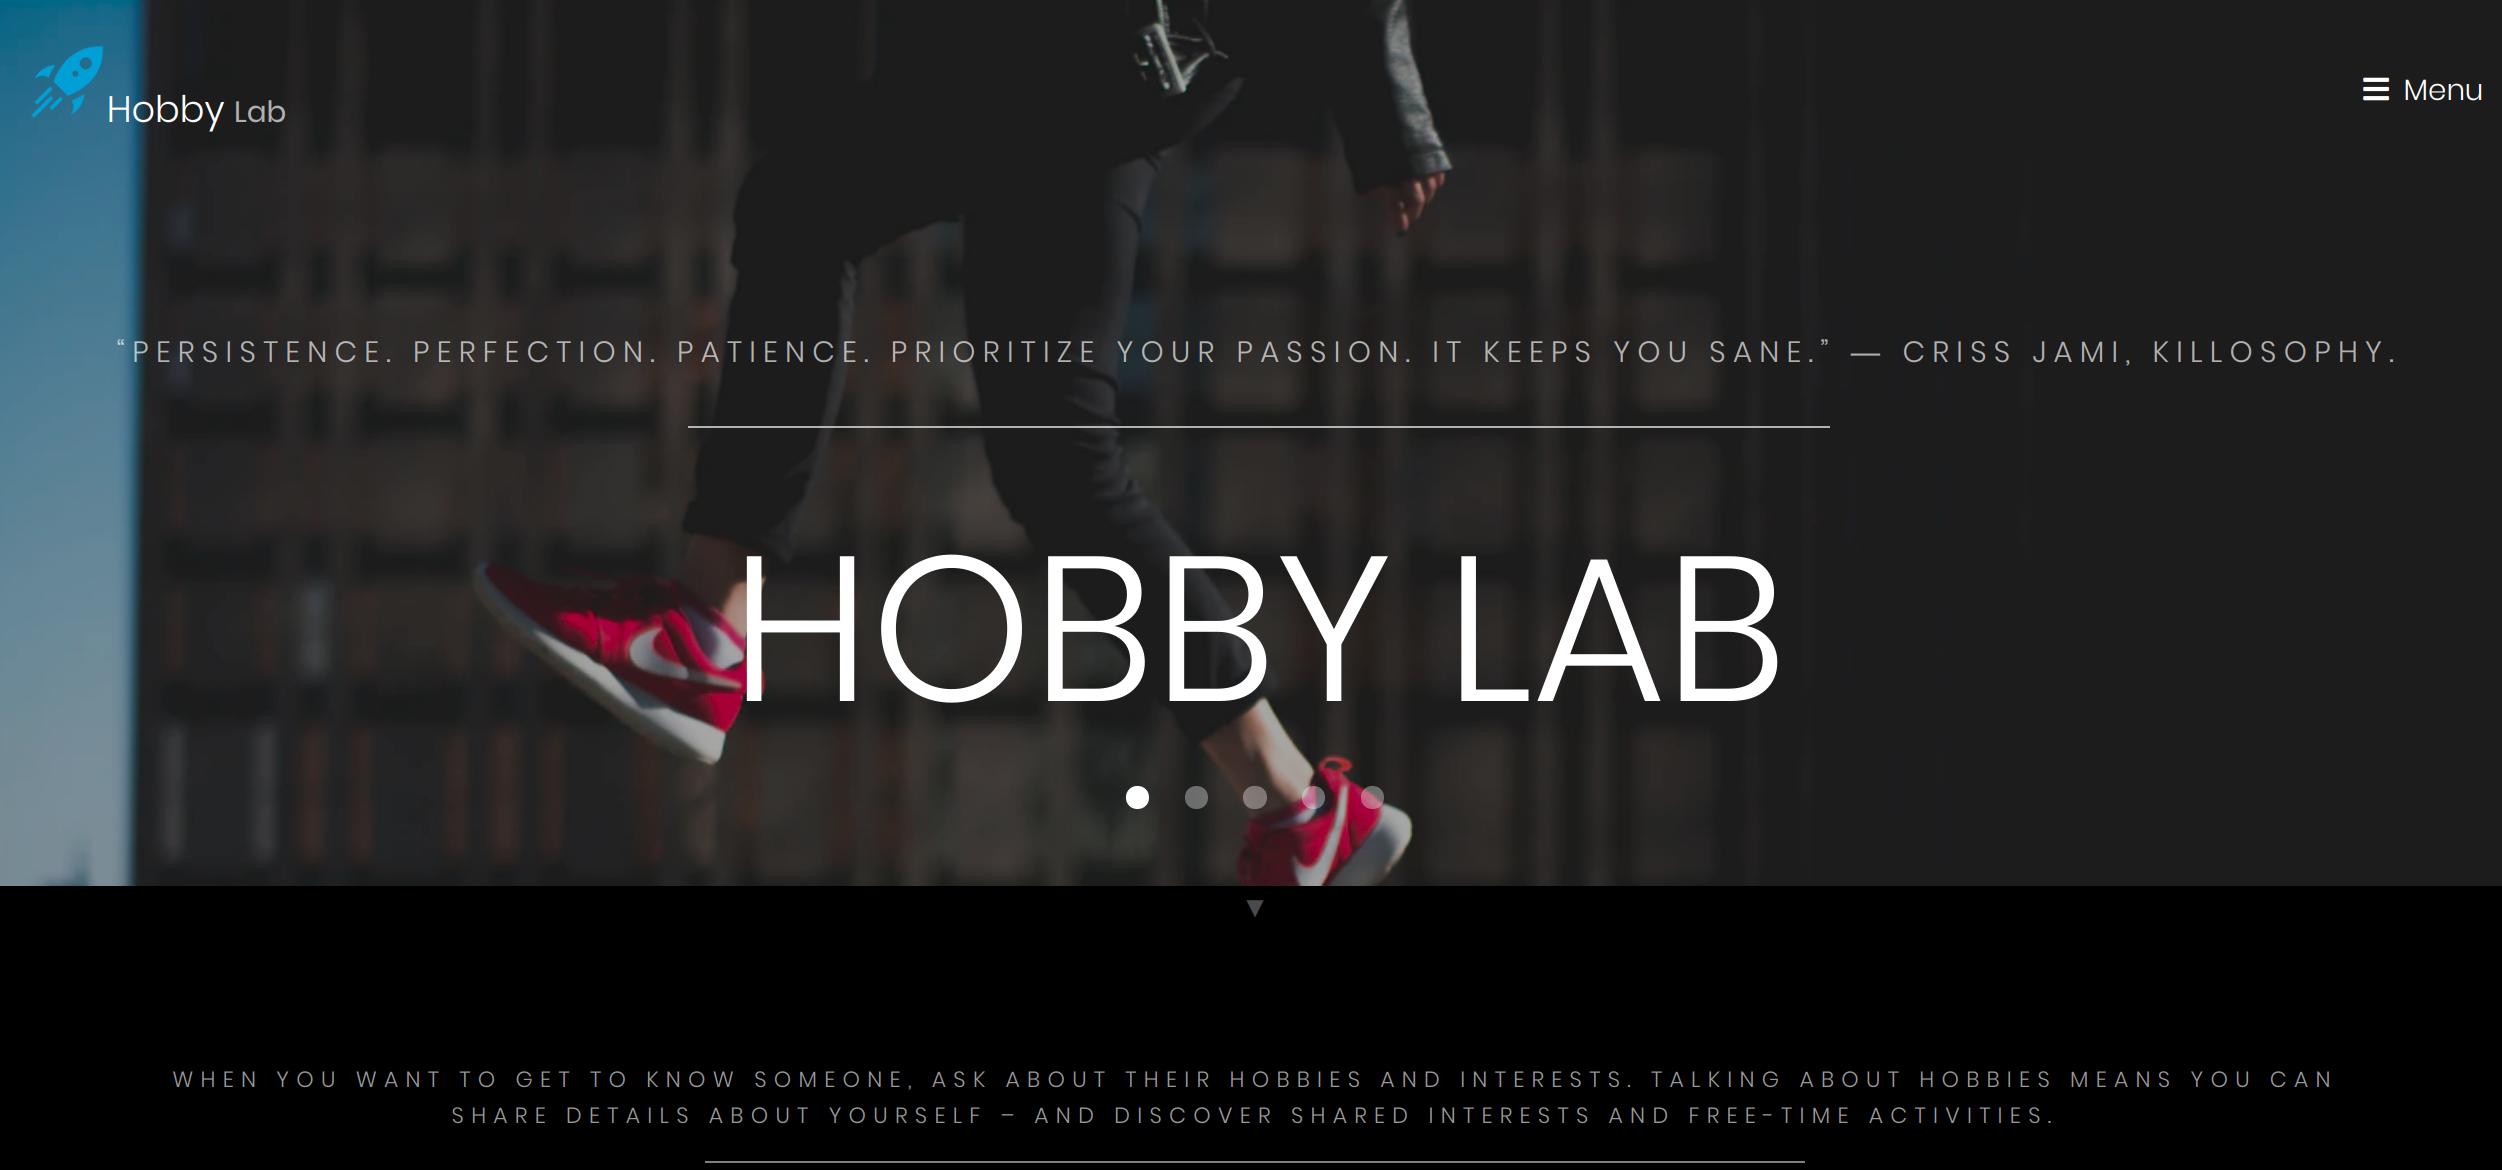 Hobby Lab
Menu
“PERSISTENCE. PERFECTION. PATIENCE. PRIORITIZE YOUR PASSION. IT KEEPS YOU SANE.” — CRISS JAMI, KILLOSOPHY.
HOBBY LAB
WHEN YOU WANT TO GET TO KNOW SOMEONE, ASK ABOUT THEIR HOBBIES AND INTERESTS. TALKING ABOUT HOBBIES MEANS YOU CAN
SHARE DETAILS ABOUT YOURSELF – AND DISCOVER SHARED INTERESTS AND FREE-TIME ACTIVITIES.